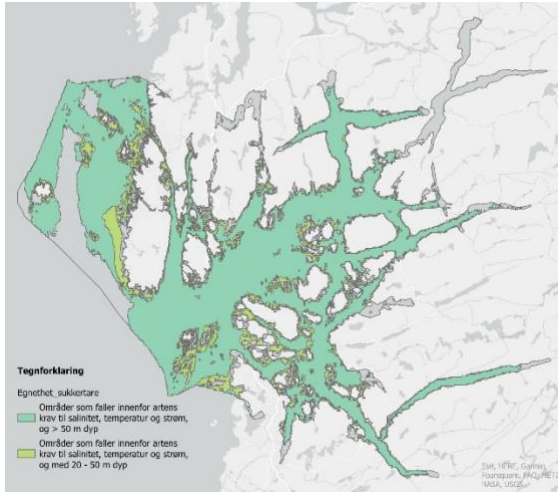 Tegnforklaring
Egnethet_sukkertare
Områder som faller innenfor artens
krav til salinitet, temperatur og strøm,
og > 50 m dyp
Områder som faller innenfor artens
krav til salinitet, temperatur og strøm,
og med 20 - 50 m dyp
Esri, HERE, Garmin,
Foursquare, FAO, METI/
NASA, USGS